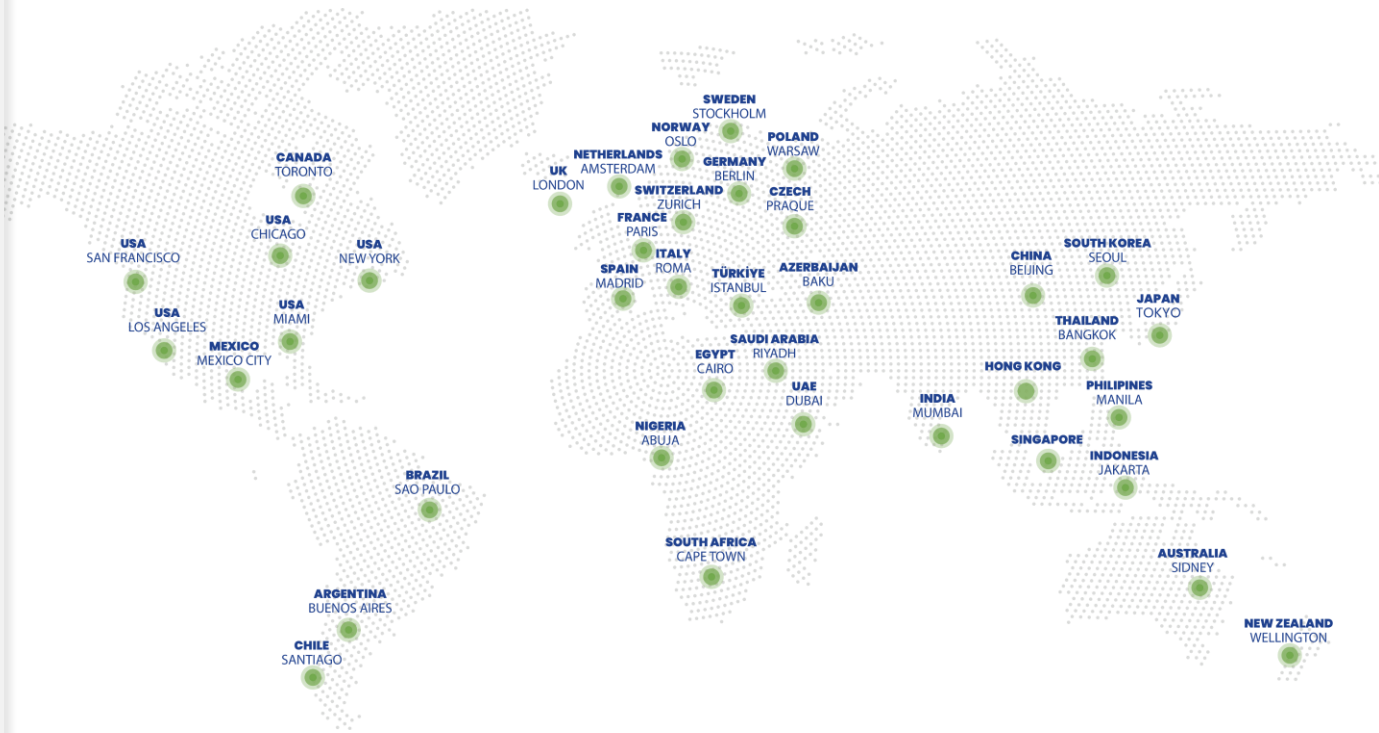 SWEDEN
STOCKHOLM
NORWAY
OSLO
POLAND
WARSAW
NETHERLANDS
AMSTERDAM
GERMANY
BERLIN
UK
LONDON
SWITZERLAND
ZURICH
CZECH
PRAQUE
FRANCE
PARIS
ITALY
ROMA
SPAIN
MADRID
TÜRKİYE
ISTANBUL
AZERBAIJAN
BAKU
CANADA
TORONTO
USA
CHICAGO
USA
SAN FRANCISCO
USA
NEW YORK
USA
LOS ANGELES
USA
MIAMI
MEXICO
MEXICO CITY
BRAZIL
SAO PAULO
ARGENTINA
BUENOS AIRES
CHILE
SANTIAGO
SAUDI ARABIA
RIYADH
EGYPT
CAIRO
UAE
DUBAI
NIGERIA
ABUJA
SOUTH AFRICA
CAPE TOWN
SOUTH KOREA
SEOUL
CHINA
BEIJING
JAPAN
TOKYO
THAILAND
BANGKOK
HONG KONG
PHILIPINES
MANILA
INDIA
MUMBAI
SINGAPORE
INDONESIA
JAKARTA
AUSTRALIA
SIDNEY
NEW ZEALAND
WELLINGTON